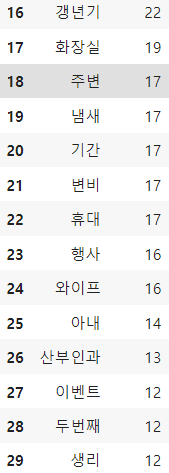 16 갱년기 22
17 화장실 19
18 주변 17
19 냄새 17
20 기간 17
21 변비 17
22 휴대 17
23 행사 16
24 와이프 16
25 아내 14
26 산부인과 13
27 이벤트 12
28 두번째 12
29 생리 12